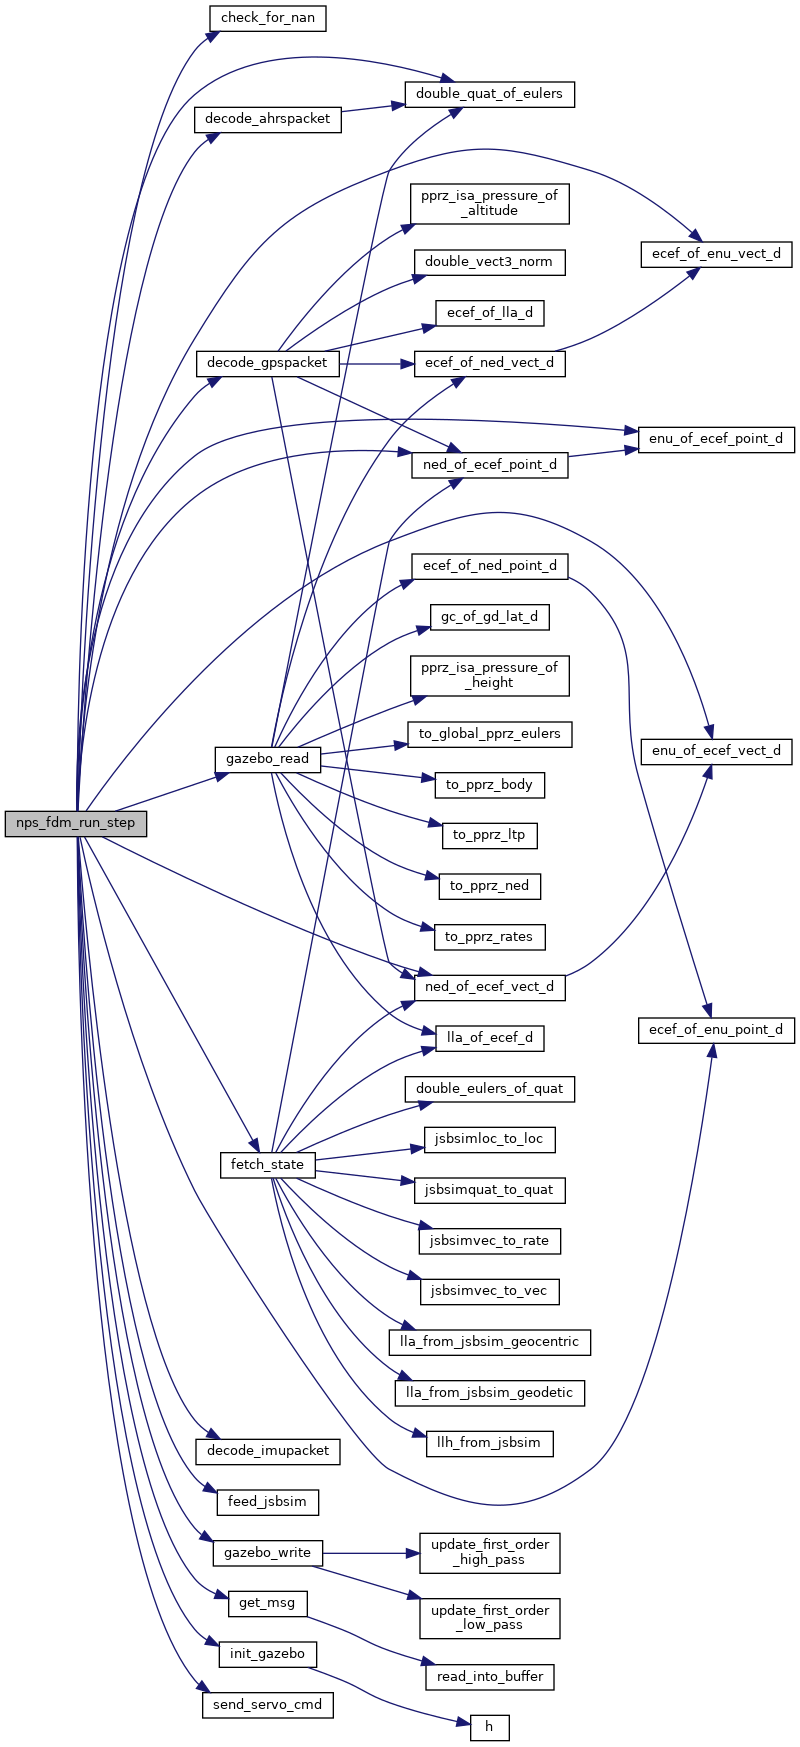 check_for_nan
double_quat_of_eulers
decode_ahrspacket
pprz_isa_pressure_of
_altitude
ecef_of_enu_vect_d
double_vect3_norm
ecef_of_lla_d
decode_gpspacket
ecef_of_ned_vect_d
enu_of_ecef_point_d
ned_of_ecef_point_d
ecef_of_ned_point_d
gc_of_gd_lat_d
pprz_isa_pressure_of
_height
to_global_pprz_eulers
enu_of_ecef_vect_d
gazebo_read
to_pprz_body
nps_fdm_run_step
to_pprz_ltp
to_pprz_ned
to_pprz_rates
ned_of_ecef_vect_d
ecef_of_enu_point_d
lla_of_ecef_d
double_eulers_of_quat
jsbsimloc_to_loc
fetch_state
jsbsimquat_to_quat
jsbsimvec_to_rate
jsbsimvec_to_vec
lla_from_jsbsim_geocentric
lla_from_jsbsim_geodetic
llh_from_jsbsim
decode_imupacket
feed_jsbsim
gazebo_write
update_first_order
_high_pass
get_msg
update_first_order
_low_pass
init_gazebo
read_into_buffer
send_servo_cmd
h